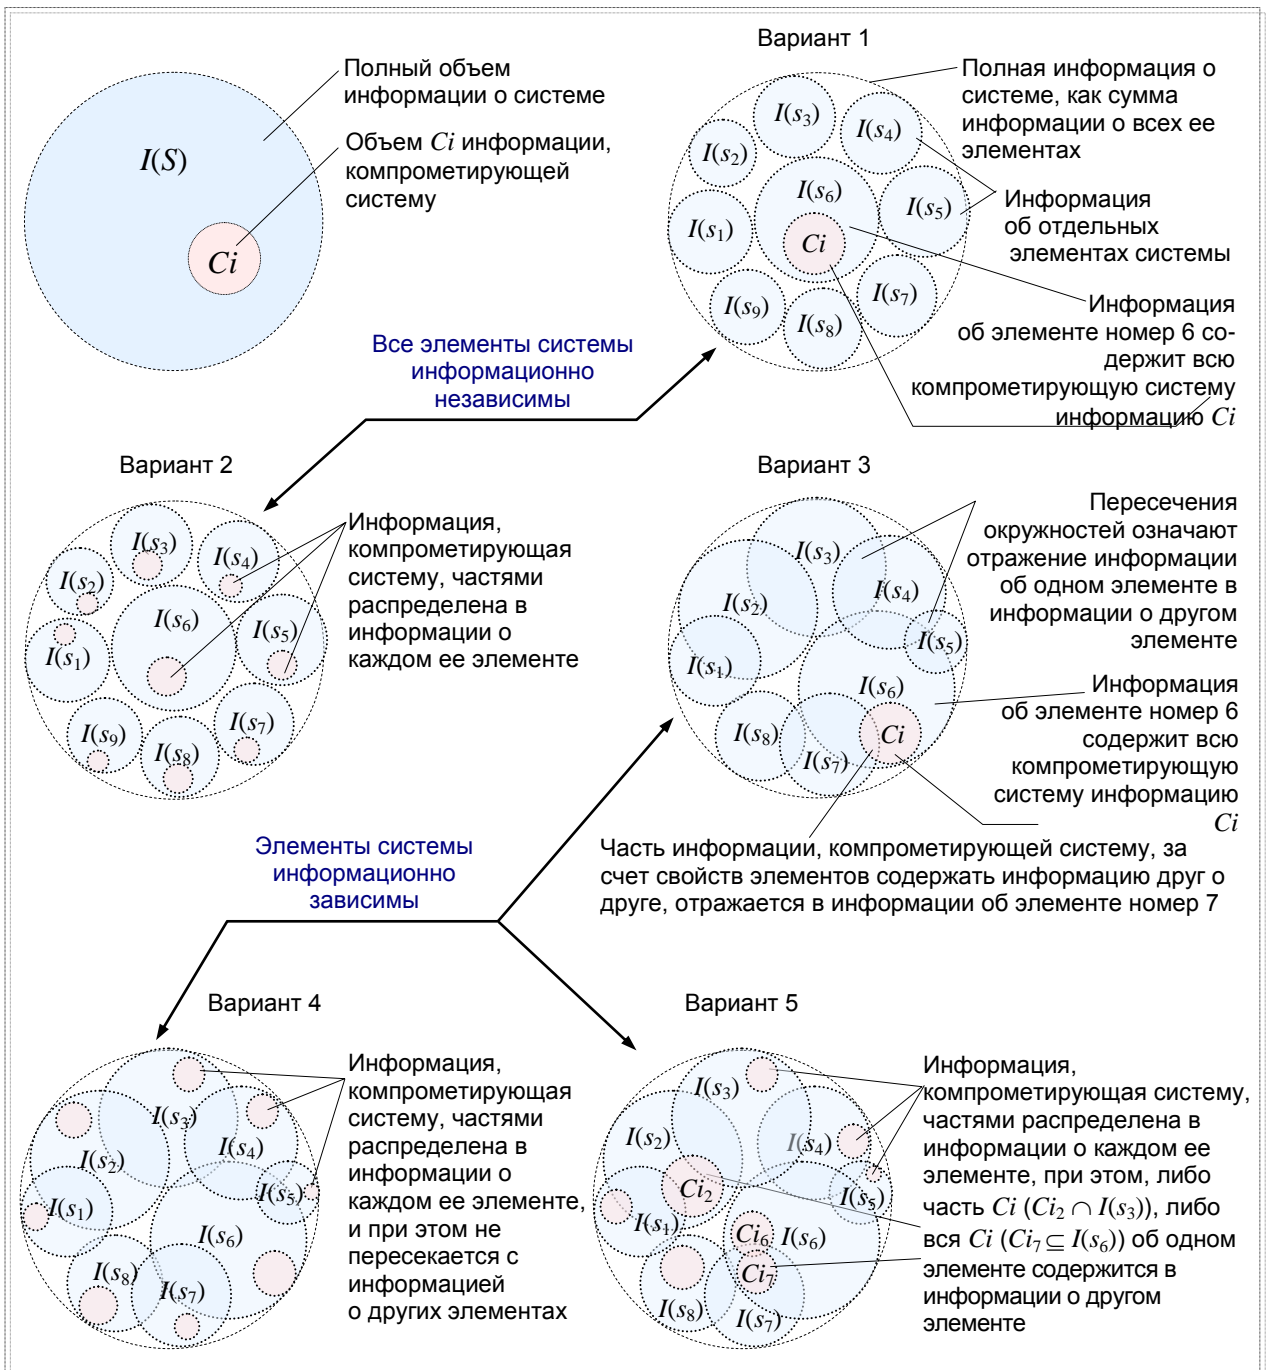 Полный объем
информации о системе
Объем Ci информации,
компрометирующей
систему
I(S)
Ci
Вариант 1
Полная информация о
системе, как сумма
информации о всех ее
элементах
Информация
об отдельных
элементах системы
Информация
об элементе номер 6 со-
держит всю
компрометирующую систему
информацию Ci
I(s3)
I(s4)
I(s2)
I(s6)
I(s5)
I(s1)
Ci
I(s7)
I(s9)
I(s8)
Все элементы системы
информационно
независимы
Вариант 2
I(s3)
I(s4)
I(s2)
I(s6)
I(s5)
I(s1)
I(s7)
I(s9)
I(s8)
Информация,
компрометирующая
систему, частями
распределена в
информации о
каждом ее элементе
Вариант 3
I(s3)
I(s4)
I(s2)
I(s5)
I(s1)
I(s6)
I(s8)
Ci
I(s7)
Пересечения
окружностей означают
отражение информации
об одном элементе в
информации о другом
элементе
Информация
об элементе номер 6
содержит всю
компрометирующую
систему информацию
Ci
Часть информации, компрометирующей систему, за
счет свойств элементов содержать информацию друг о
друге, отражается в информации об элементе номер 7
Элементы системы
информационно
зависимы
Вариант 4
I(s3)
I(s4)
I(s2)
I(s5)
I(s1)
I(s6)
I(s8)
I(s7)
Информация,
компрометирующая
систему, частями
распределена в
информации о
каждом ее элементе,
и при этом не
пересекается с
информацией
о других элементах
Вариант 5
I(s3)
I(s2)
I(s4)
Ci2
I(s5)
I(s1)
Ci6
I(s6)
Ci7
I(s8)
I(s7)
Информация,
компрометирующая систему,
частями распределена в
информации о каждом ее
элементе, при этом, либо
часть Ci (Ci2 ∩ I(s3)), либо
вся Ci (Ci7 ⊆ I(s6)) об одном
элементе содержится в
информации о другом
элементе